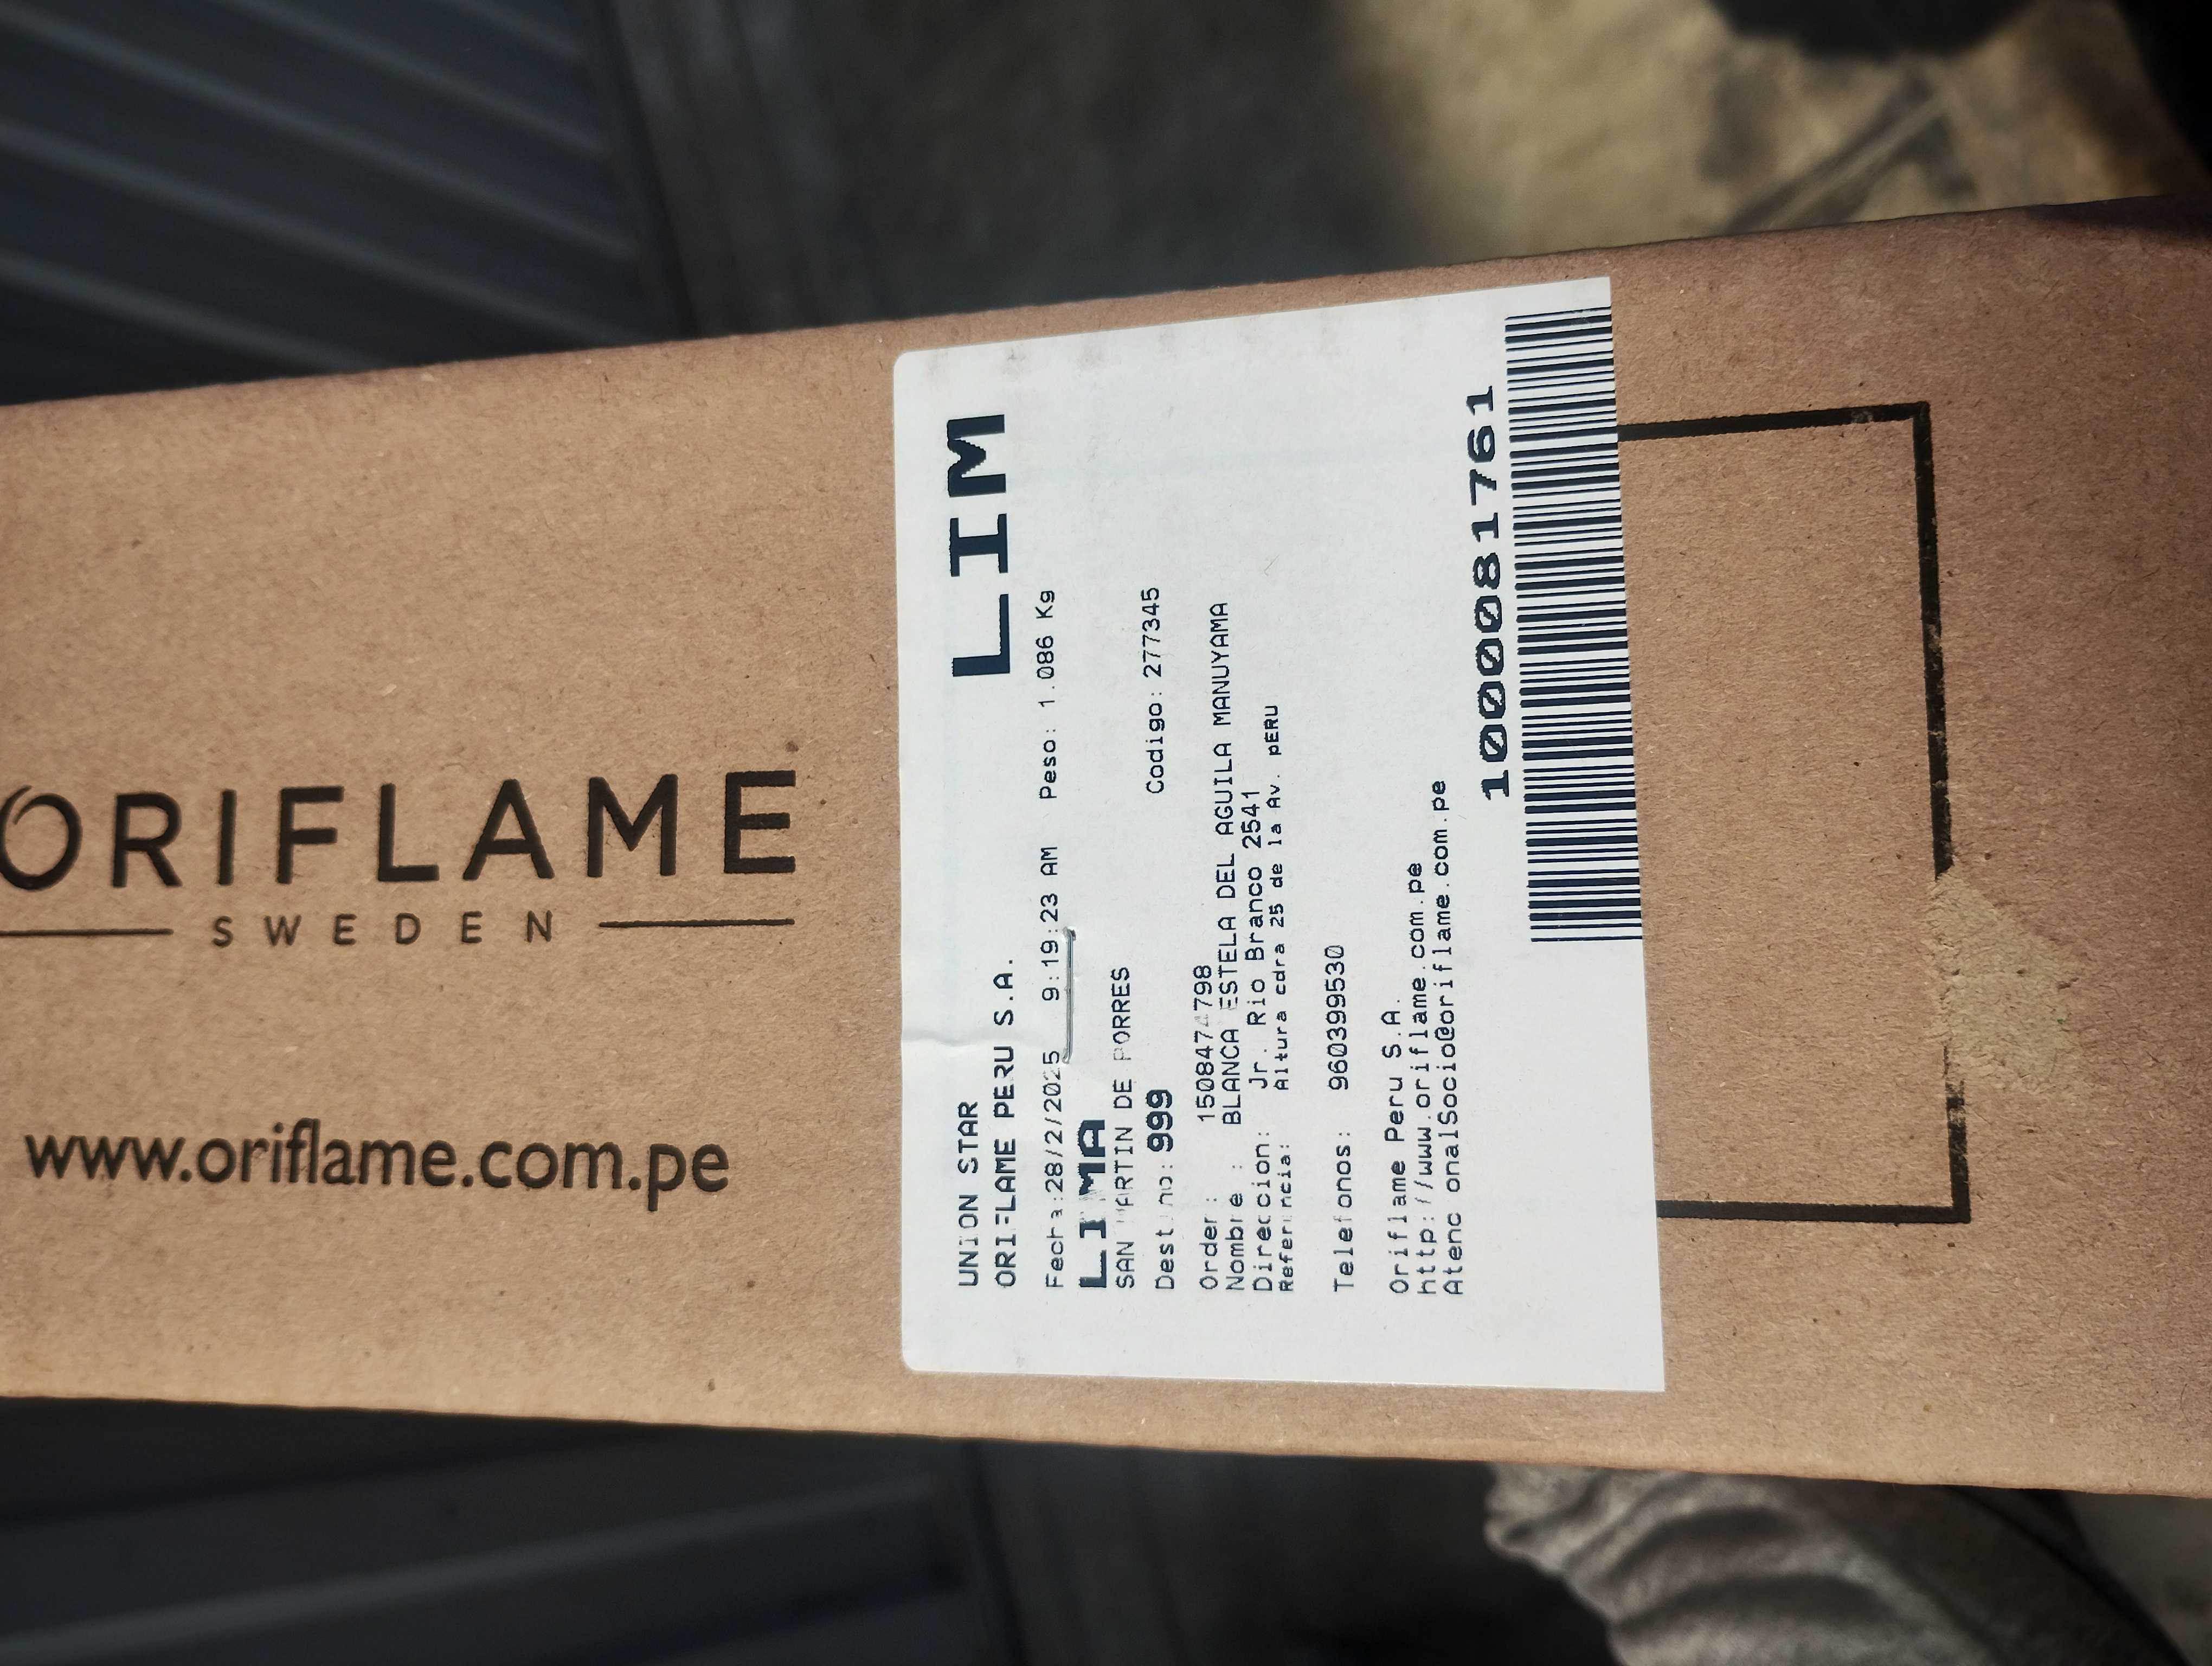 ORIFLAME
SWEDEN
www.oriflame.com.pe
LIM
UNION STAR
ORIFLAME PERU S.A.
Fecha:28/2/2025 9:19:23 AM Peso: 1.086 Kg
LIMA
SAN MARTIN DE PORRES
Destino: 999 Codigo: 277345
Order : 1508474798
Nombre : BLANCA ESTELA DEL AGUILA MANUYAMA
Direccion: Jr. Rio Branco 2541
Referencia: Altura cdra 25 de la Av. pERU
Telefonos: 960399530
Oriflame Peru S.A.
http://www.oriflame.com.pe
AtencionalSocio@oriflame.com.pe
1000081761